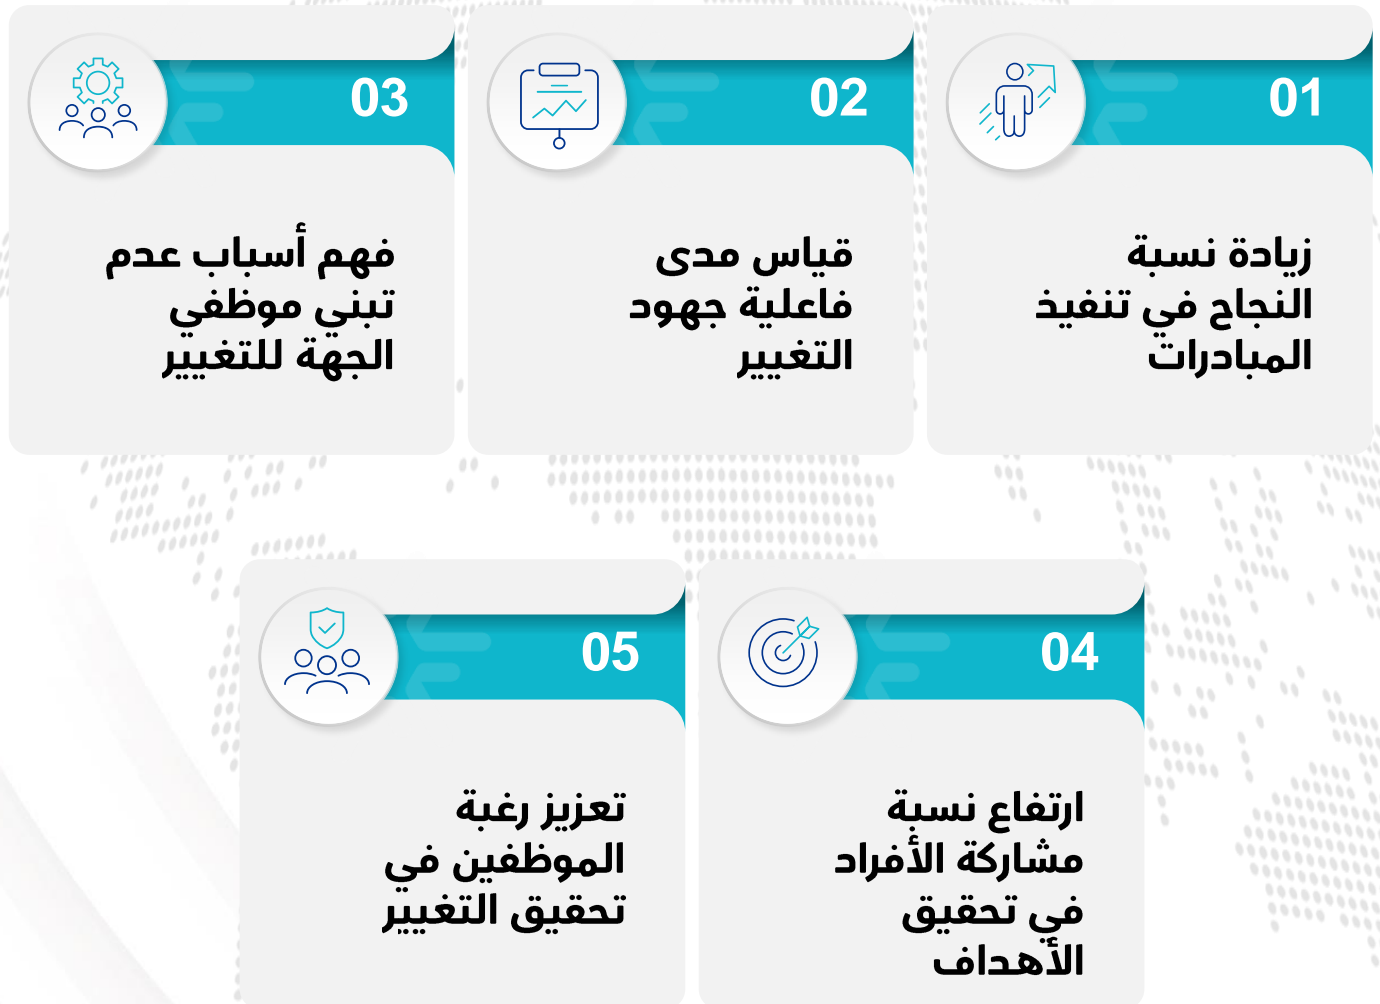 01
زيادة نسبة
النجاح في تنفيذ
المبادرات
02
قياس مدى
فاعلية جهود
التغيير
03
فهم أسباب عدم
تبني موظفي
الجهة للتغيير
04
ارتفاع نسبة
مشاركة الأفراد
في تحقيق
الأهداف
05
تعزيز رغبة
الموظفين في
تحقيق التغيير